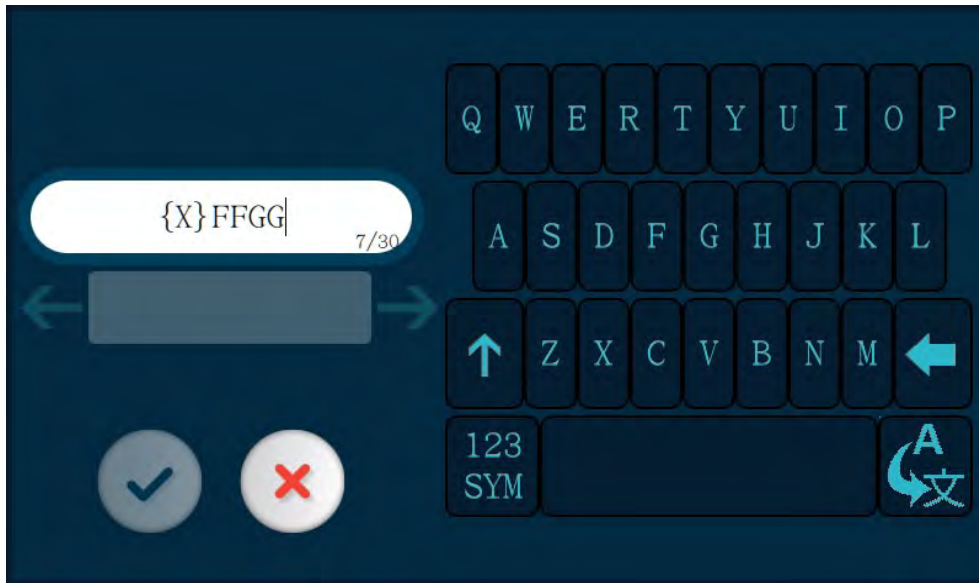 {X}FFGG
7/30
Q W E R T Y U I O P
A S D F G H J K L
Z X C V B N M
123
SYM
A
文